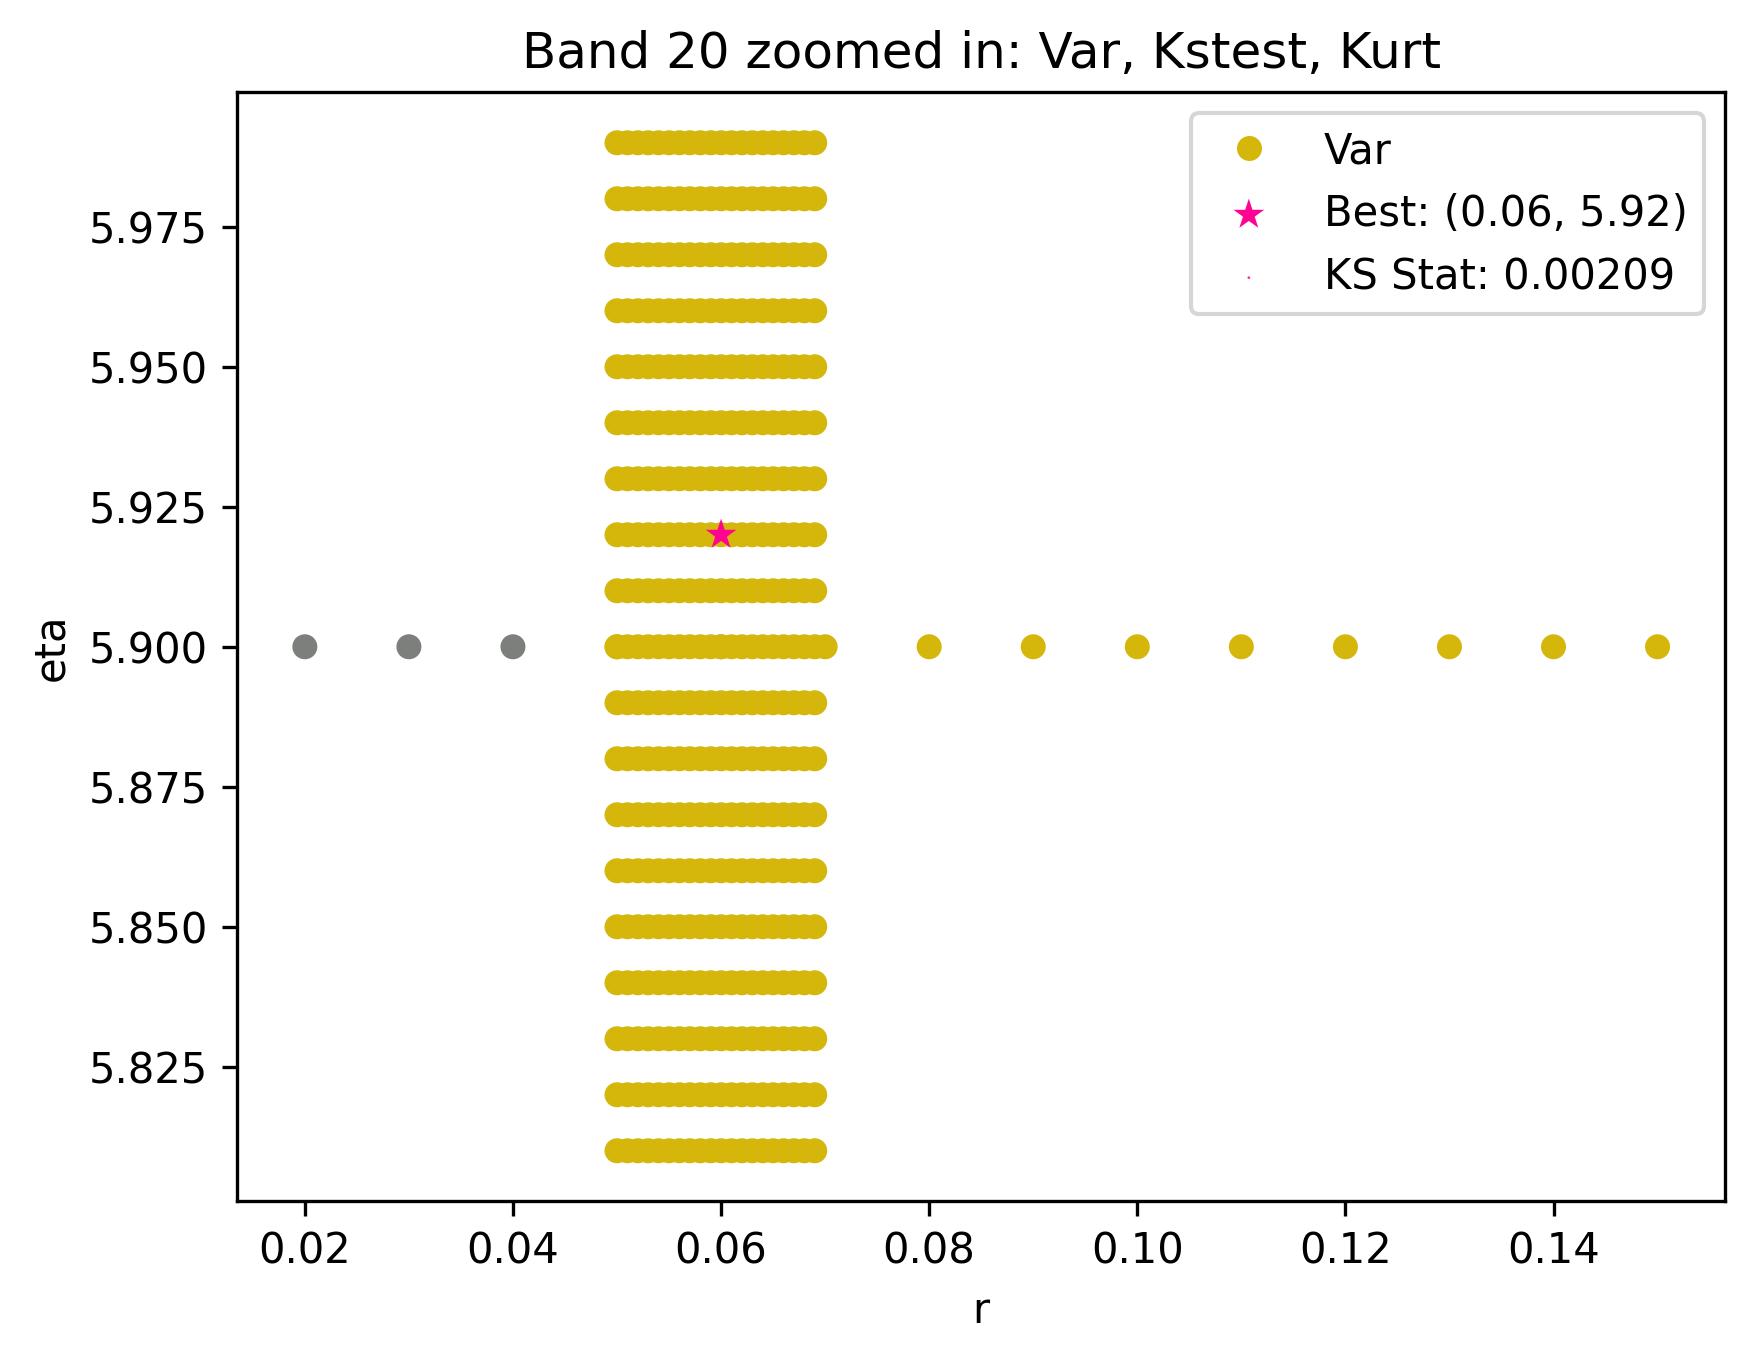 Band 20 zoomed in: Var, Kstest, Kurt
Var
Best: (0.06, 5.92)
KS Stat: 0.00209
eta
5.975
5.950
5.925
5.900
5.875
5.850
5.825
0.02 0.04 0.06 0.08 0.10 0.12 0.14
r